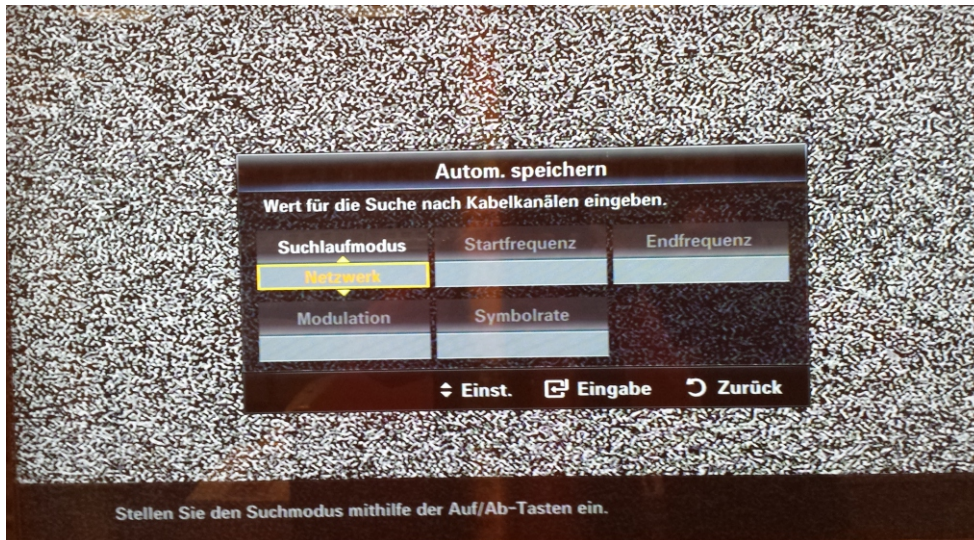 Autom. speichern
Wert für die Suche nach Kabelkanälen eingeben.
Suchlaufmodus Startfrequenz Endfrequenz
Netzwerk
Modulation Symbolrate
Einst. Eingabe Zurück
Stellen Sie den Suchmodus mithilfe der Auf/Ab-Tasten ein.